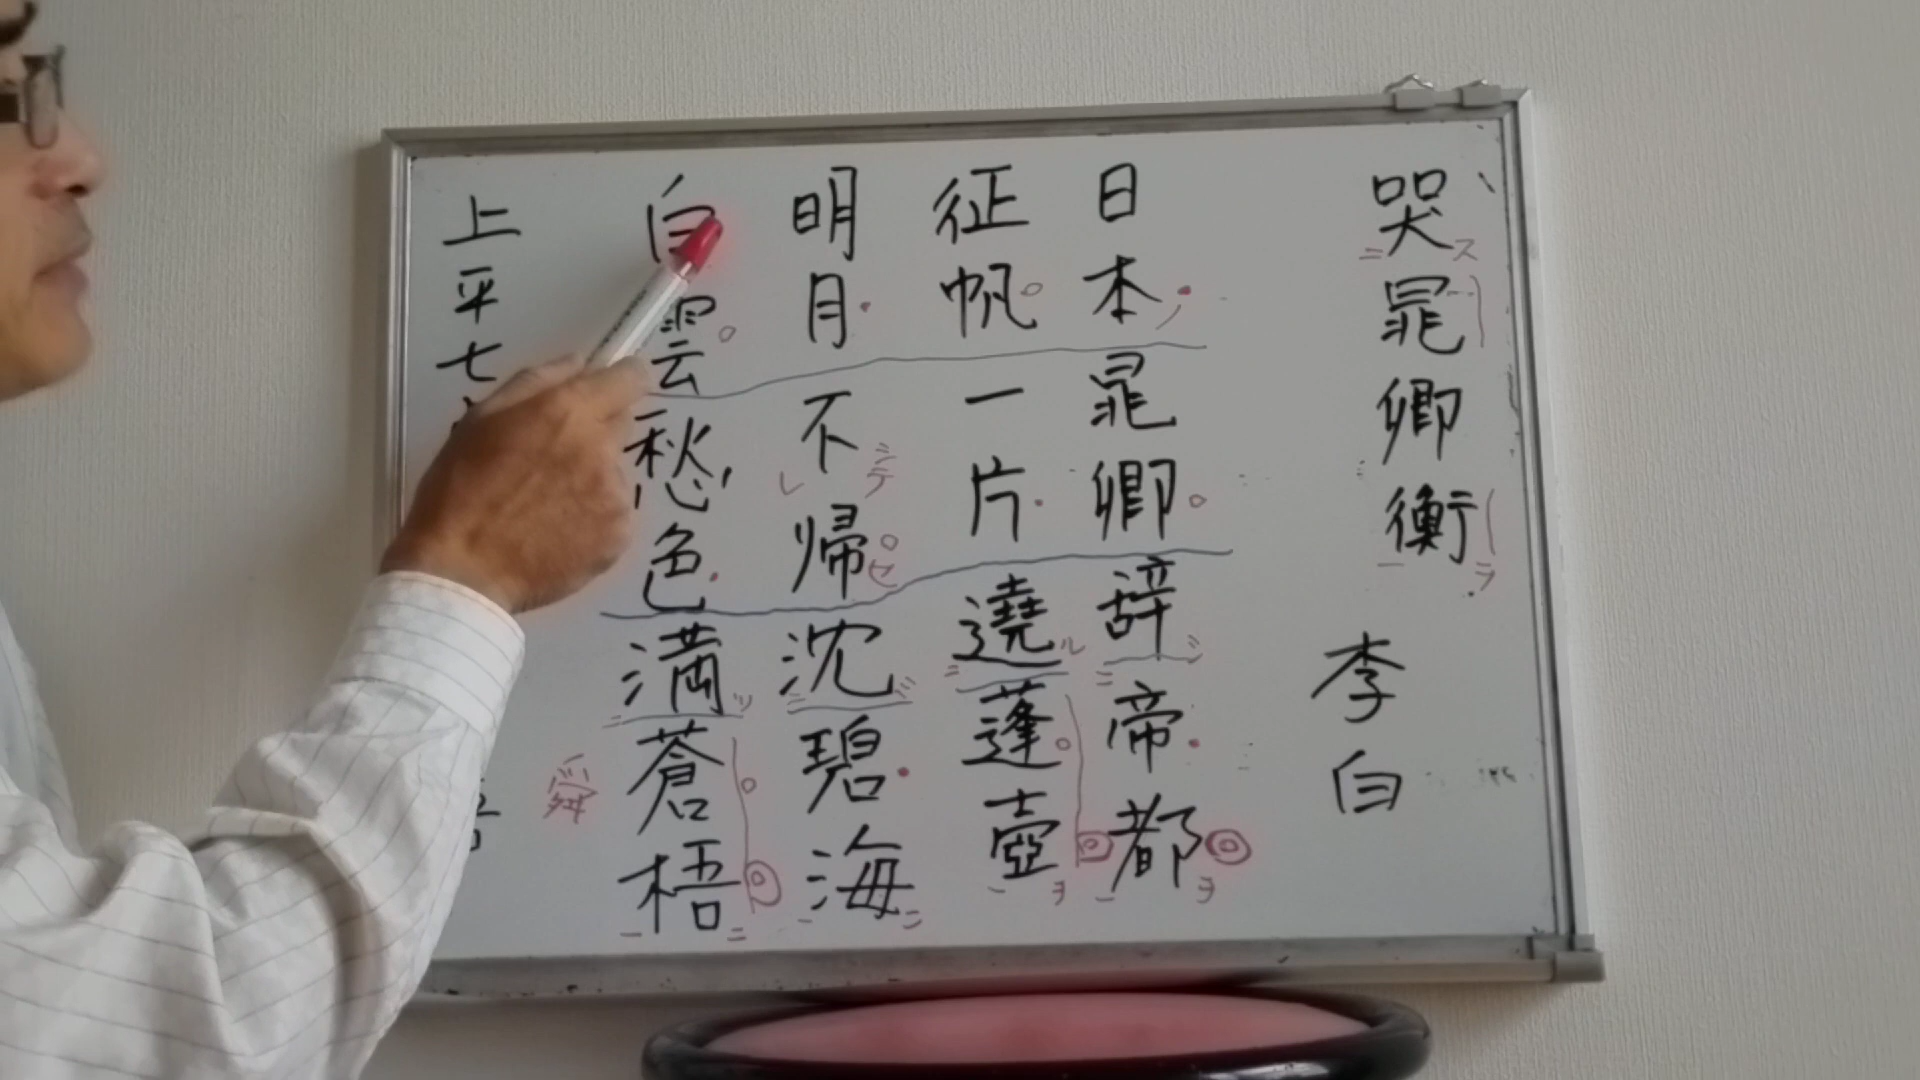 哭晁卿衡 李白
日本晁卿辞帝都
征帆一片遶蓬壺
明月不帰沈碧海
白雲愁色満蒼梧
上平七